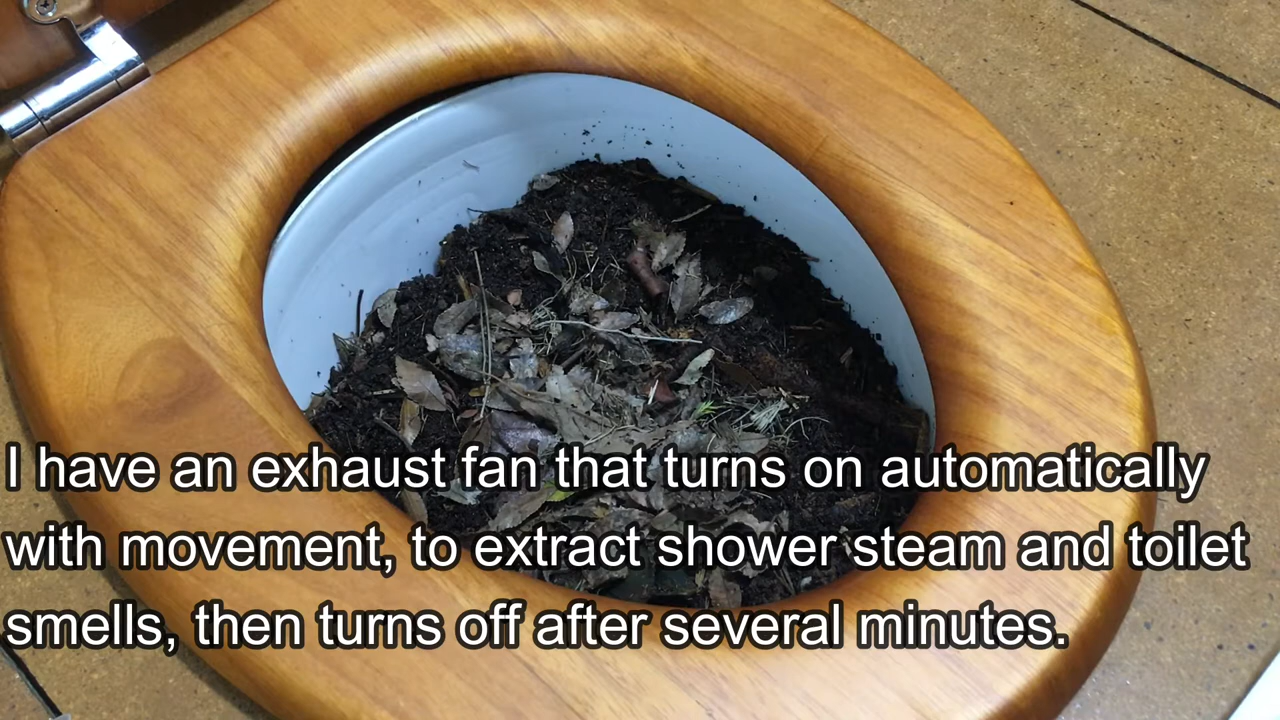 I have an exhaust fan that turns on automatically
with movement, to extract shower steam and toilet
smells, then turns off after several minutes.